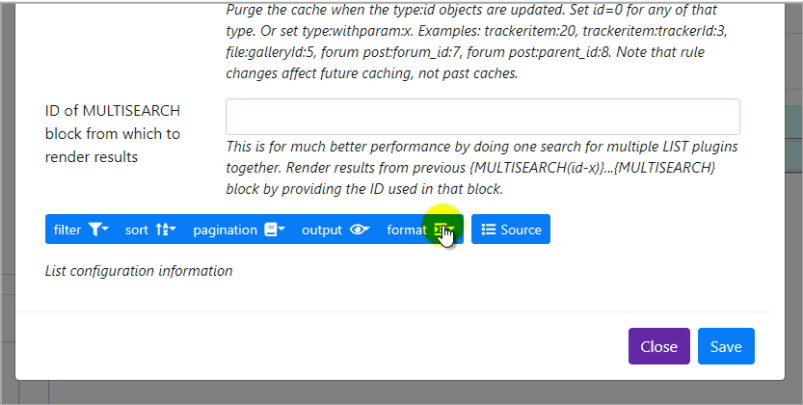 Purge the cache when the type:id objects are updated. Set id=0 for any of that
type. Or set type:withparam:x. Examples: trackeritem:20, trackeritem:trackerId:3,
file:galleryId:5, forum post:forum_id:7, forum post:parent_id:8. Note that rule
changes affect future caching, not past caches.
ID of MULTISEARCH
block from which to
render results
This is for much better performance by doing one search for multiple LIST plugins
together. Render results from previous {MULTISEARCH(id-x)}...{MULTISEARCH}
block by providing the ID used in that block.
filter sort pagination output format Source
List configuration information
Close Save